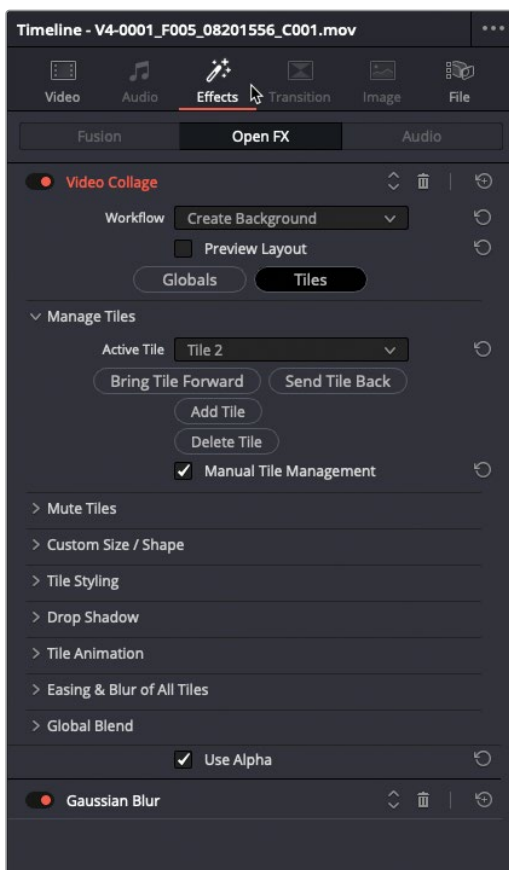 Timeline - V4-0001_F005_08201556_C001.mov
Video Audio Effects Transition Image File
Fusion Open FX Audio
Video Collage
Workflow Create Background
Preview Layout
Globals Tiles
Manage Tiles
Active Tile Tile 2
Bring Tile Forward Send Tile Back
Add Tile
Delete Tile
Manual Tile Management
Mute Tiles
Custom Size / Shape
Tile Styling
Drop Shadow
Tile Animation
Easing & Blur of All Tiles
Global Blend
Use Alpha
Gaussian Blur